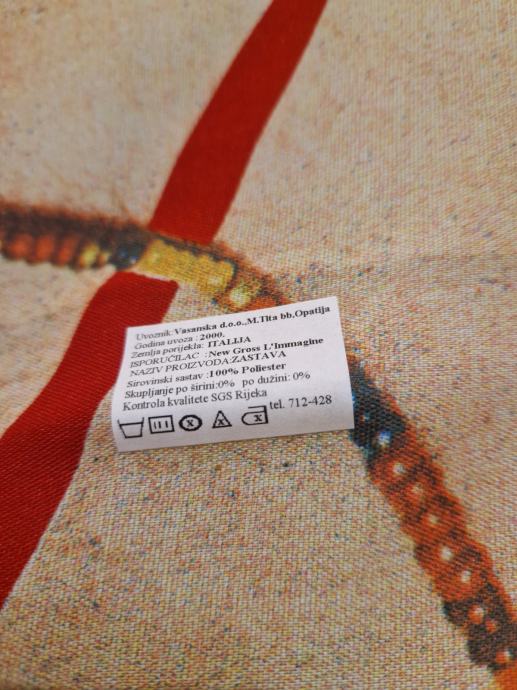 Uvoznik: Vasanska d.o.o.,M.Tita bb,Opatija
Godina uvoza : 2000.
Zemlja porijekla: ITALIJA
ISPORUČILAC :New Gross L'Immagine
NAZIV PROIZVODA:ZASTAVA
Sirovinski sastav :100% Poliester
Skupljanje po širini:0% po dužini: 0%
Kontrola kvalitete SGS Rijeka
tel. 712-428